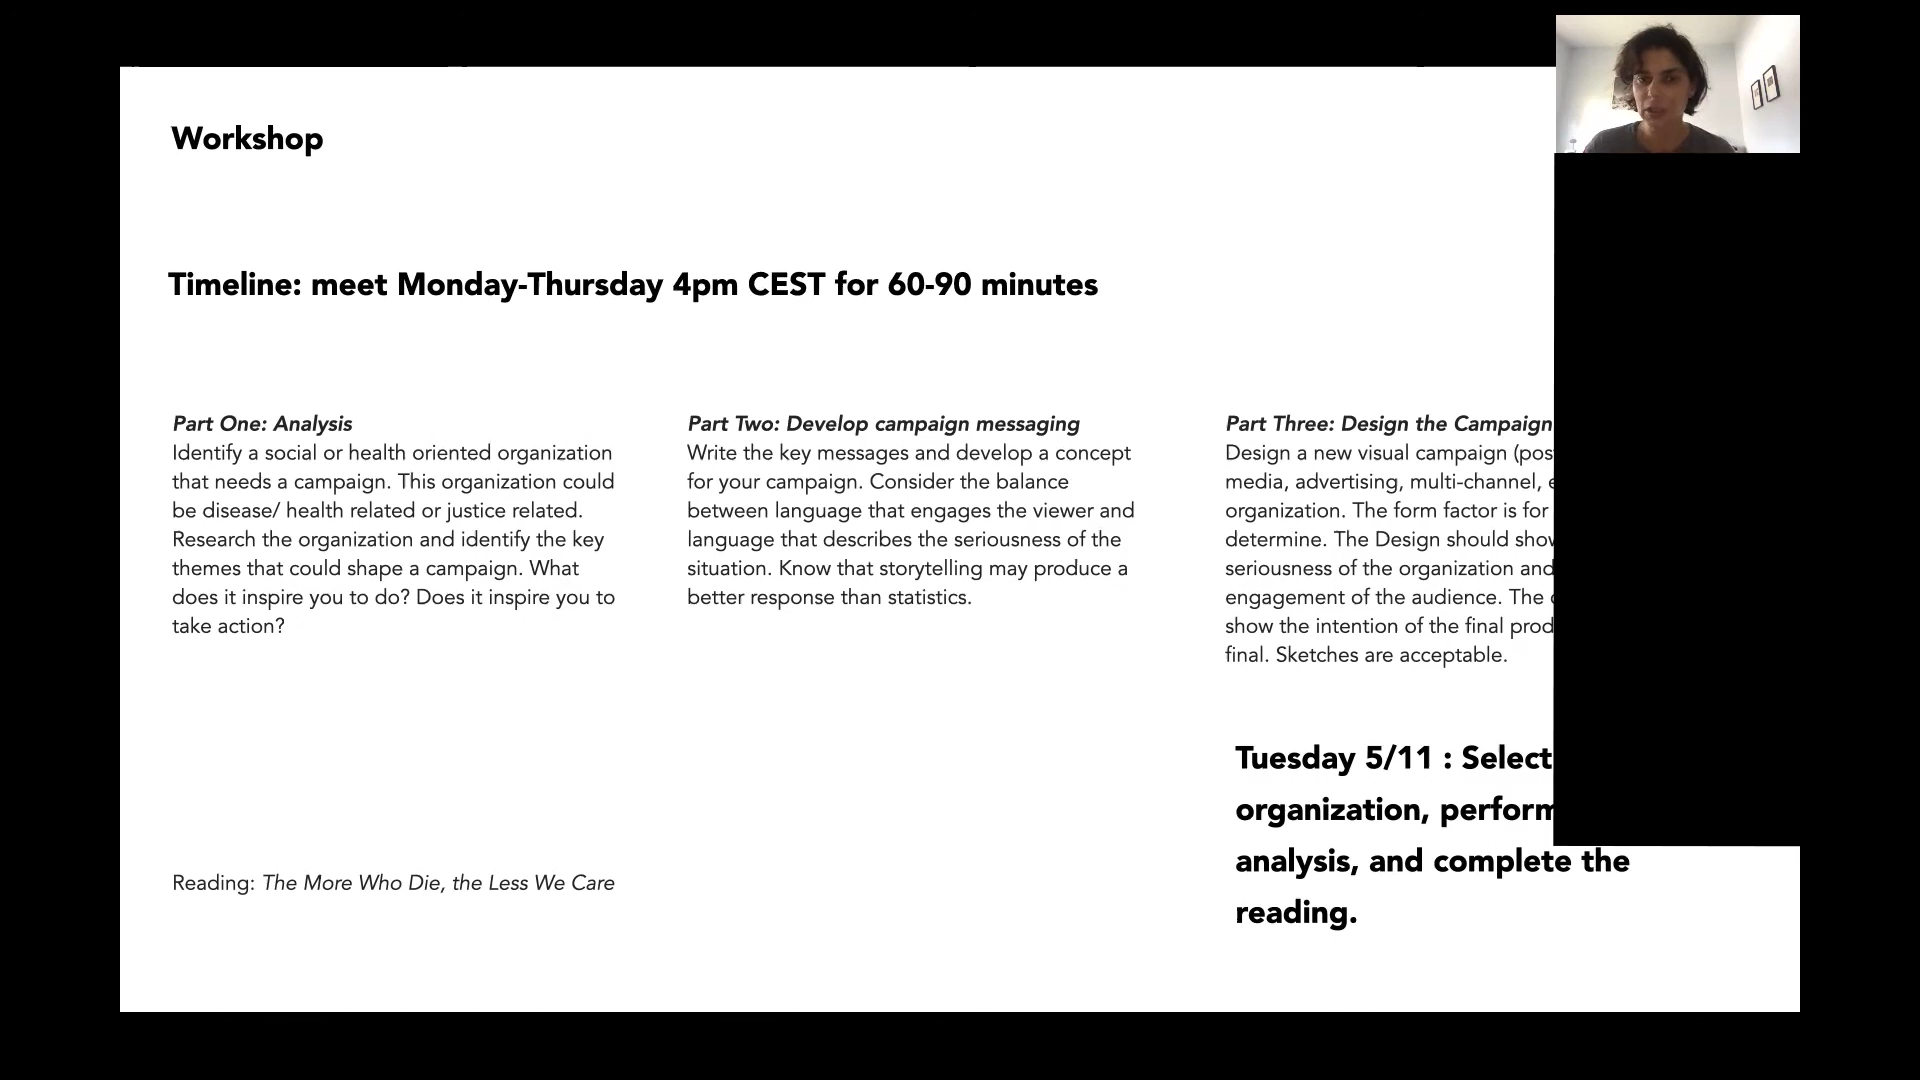 Workshop
Timeline: meet Monday-Thursday 4pm CEST for 60-90 minutes
Part One: Analysis
Identify a social or health oriented organization
that needs a campaign. This organization could
be disease/ health related or justice related.
Research the organization and identify the key
themes that could shape a campaign. What
does it inspire you to do? Does it inspire you to
take action?
Part Two: Develop campaign messaging
Write the key messages and develop a concept
for your campaign. Consider the balance
between language that engages the viewer and
language that describes the seriousness of the
situation. Know that storytelling may produce a
better response than statistics.
Part Three: Design the Campaign
Design a new visual campaign
media, advertising, multi-channel,
organization. The form factor is for
determine. The Design should
seriousness of the organization and
engagement of the audience. The
show the intention of the final
final. Sketches are acceptable.
Tuesday 5/11 : Select
organization, perform
analysis, and complete the
reading.
Reading: The More Who Die, the Less We Care